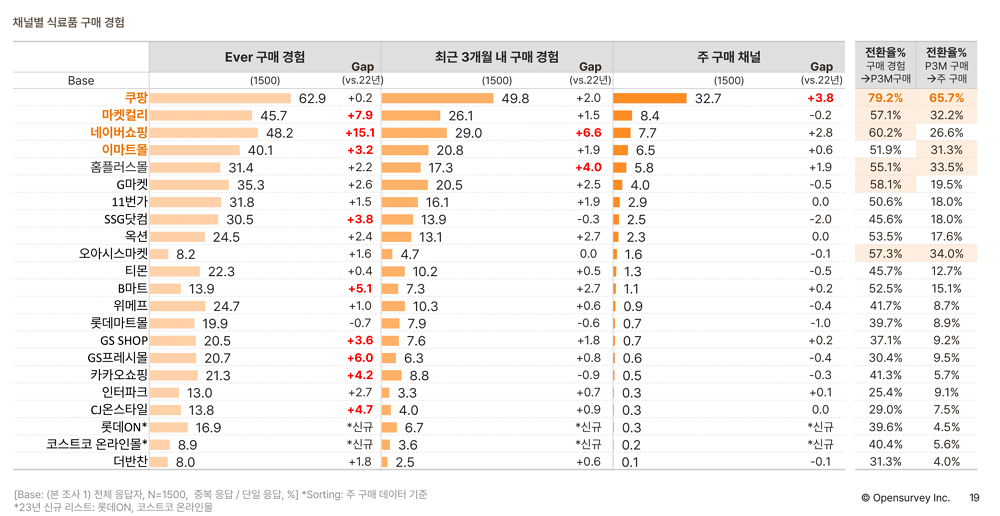 채널별 식료품 구매 경험
Ever 구매 경험 Gap 최근 3개월 내 구매 경험 Gap 주 구매 채널 Gap 전환율% 구매 경험 →P3M구매 전환율% P3M 구매 →주 구매
Base (1500) (vs.22년) (1500) (vs.22년) (1500) (vs.22년)
쿠팡 62.9 +0.2 49.8 +2.0 32.7 +3.8 79.2% 65.7%
마켓컬리 45.7 +7.9 26.1 +1.5 8.4 -0.2 57.1% 32.2%
네이버쇼핑 48.2 +15.1 29.0 +6.6 7.7 +2.8 60.2% 26.6%
이마트몰 40.1 +3.2 20.8 +1.9 6.5 +0.6 51.9% 31.3%
홈플러스몰 31.4 +2.2 17.3 +4.0 5.8 +1.9 55.1% 33.5%
G마켓 35.3 +2.6 20.5 +2.5 4.0 -0.5 58.1% 19.5%
11번가 31.8 +1.5 16.1 +1.9 2.9 0.0 50.6% 18.0%
SSG닷컴 30.5 +3.8 13.9 -0.3 2.5 -2.0 45.6% 18.0%
옥션 24.5 +2.4 13.1 +2.7 2.3 0.0 53.5% 17.6%
오아시스마켓 8.2 +1.6 4.7 0.0 1.6 -0.1 57.3% 34.0%
티몬 22.3 +0.4 10.2 +0.5 1.3 -0.5 45.7% 12.7%
B마트 13.9 +5.1 7.3 +2.7 1.1 +0.2 52.5% 15.1%
위메프 24.7 +1.0 10.3 +0.6 0.9 -0.4 41.7% 8.7%
롯데마트몰 19.9 -0.7 7.9 -0.6 0.7 -1.0 39.7% 8.9%
GS SHOP 20.5 +3.6 7.6 +1.8 0.7 +0.2 37.1% 9.2%
GS프레시몰 20.7 +6.0 6.3 +0.8 0.6 -0.4 30.4% 9.5%
카카오쇼핑 21.3 +4.2 8.8 -0.9 0.5 -0.3 41.3% 5.7%
인터파크 13.0 +2.7 3.3 +0.7 0.3 +0.1 25.4% 9.1%
CJ온스타일 13.8 +4.7 4.0 +0.9 0.3 0.0 29.0% 7.5%
롯데ON* 16.9 *신규 6.7 *신규 0.3 *신규 39.6% 4.5%
코스트코 온라인몰* 8.9 *신규 3.6 *신규 0.2 *신규 40.4% 5.6%
더반찬 8.0 +1.8 2.5 +0.6 0.1 -0.1 31.3% 4.0%
[Base: (본 조사 1) 전체 응답자, N=1500, 중복 응답 / 단일 응답, %] *Sorting: 주 구매 데이터 기준
*23년 신규 리스트: 롯데ON, 코스트코 온라인몰
© Opensurvey Inc. 19